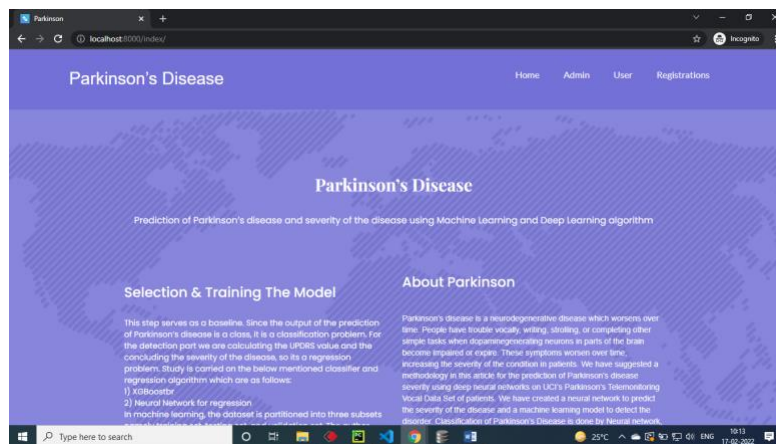 Parkinson
localhost:8000/index/
Incognito
Parkinson's Disease
Home Admin User Registrations
Parkinson's Disease
Prediction of Parkinson's disease and severity of the disease using Machine Learning and Deep Learning algorithm
Selection & Training The Model
This step serves as a baseline. Since the output of the prediction
of Parkinson's disease is a class, it is a classification problem. For
the detection part we are calculating the UPDRS value and the
concluding the severity of the disease, so its a regression
problem. Study is carried on the below mentioned classifier and
regression algorithm which are as follows:
1) XGBoostbr
2) Neural Network for regression
In machine learning, the dataset is partitioned into three subsets
About Parkinson
Parkinson's disease is a neurodegenerative disease which worsens over
time. People have trouble vocally, writing, strolling, or completing other
simple tasks when dopaminegenerating neurons in parts of the brain
become impaired or expire. These symptoms worsen over time,
increasing the severity of the condition in patients. We have suggested a
methodology in this article for the prediction of Parkinson's disease
severity using deep neural networks on UCI's Parkinson's Telemonitoring
Vocal Data Set of patients. We have created a neural network to predict
the severity of the disease and a machine learning model to detect the
disorder. Classification of Parkinson's Disease is done by Neural network,
Type here to search
25°C
ENG
10:13
17-02-2022